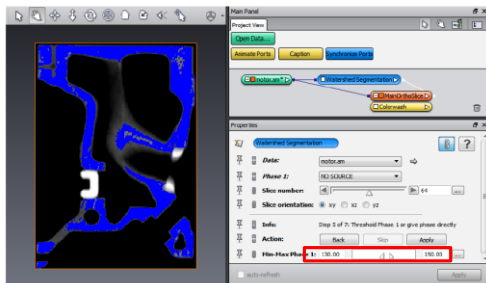 Main Panel
Project View
Open Data...
Animate Ports
Caption
Synchronize Ports
motor.am*
Watershed Segmentation
MainOrthoSlice
Colorwash
Properties
Watershed Segmentation
?
Data:
motor.am
Phase 1:
NO SOURCE
Slice number:
64
Slice orientation:
xy
xz
yz
Info:
Step 5 of 7: Threshold Phase 1 or give phase directly
Action:
Back
Skip
Apply
Min-Max Phase 1:
130.00
150.00
auto-refresh
Apply